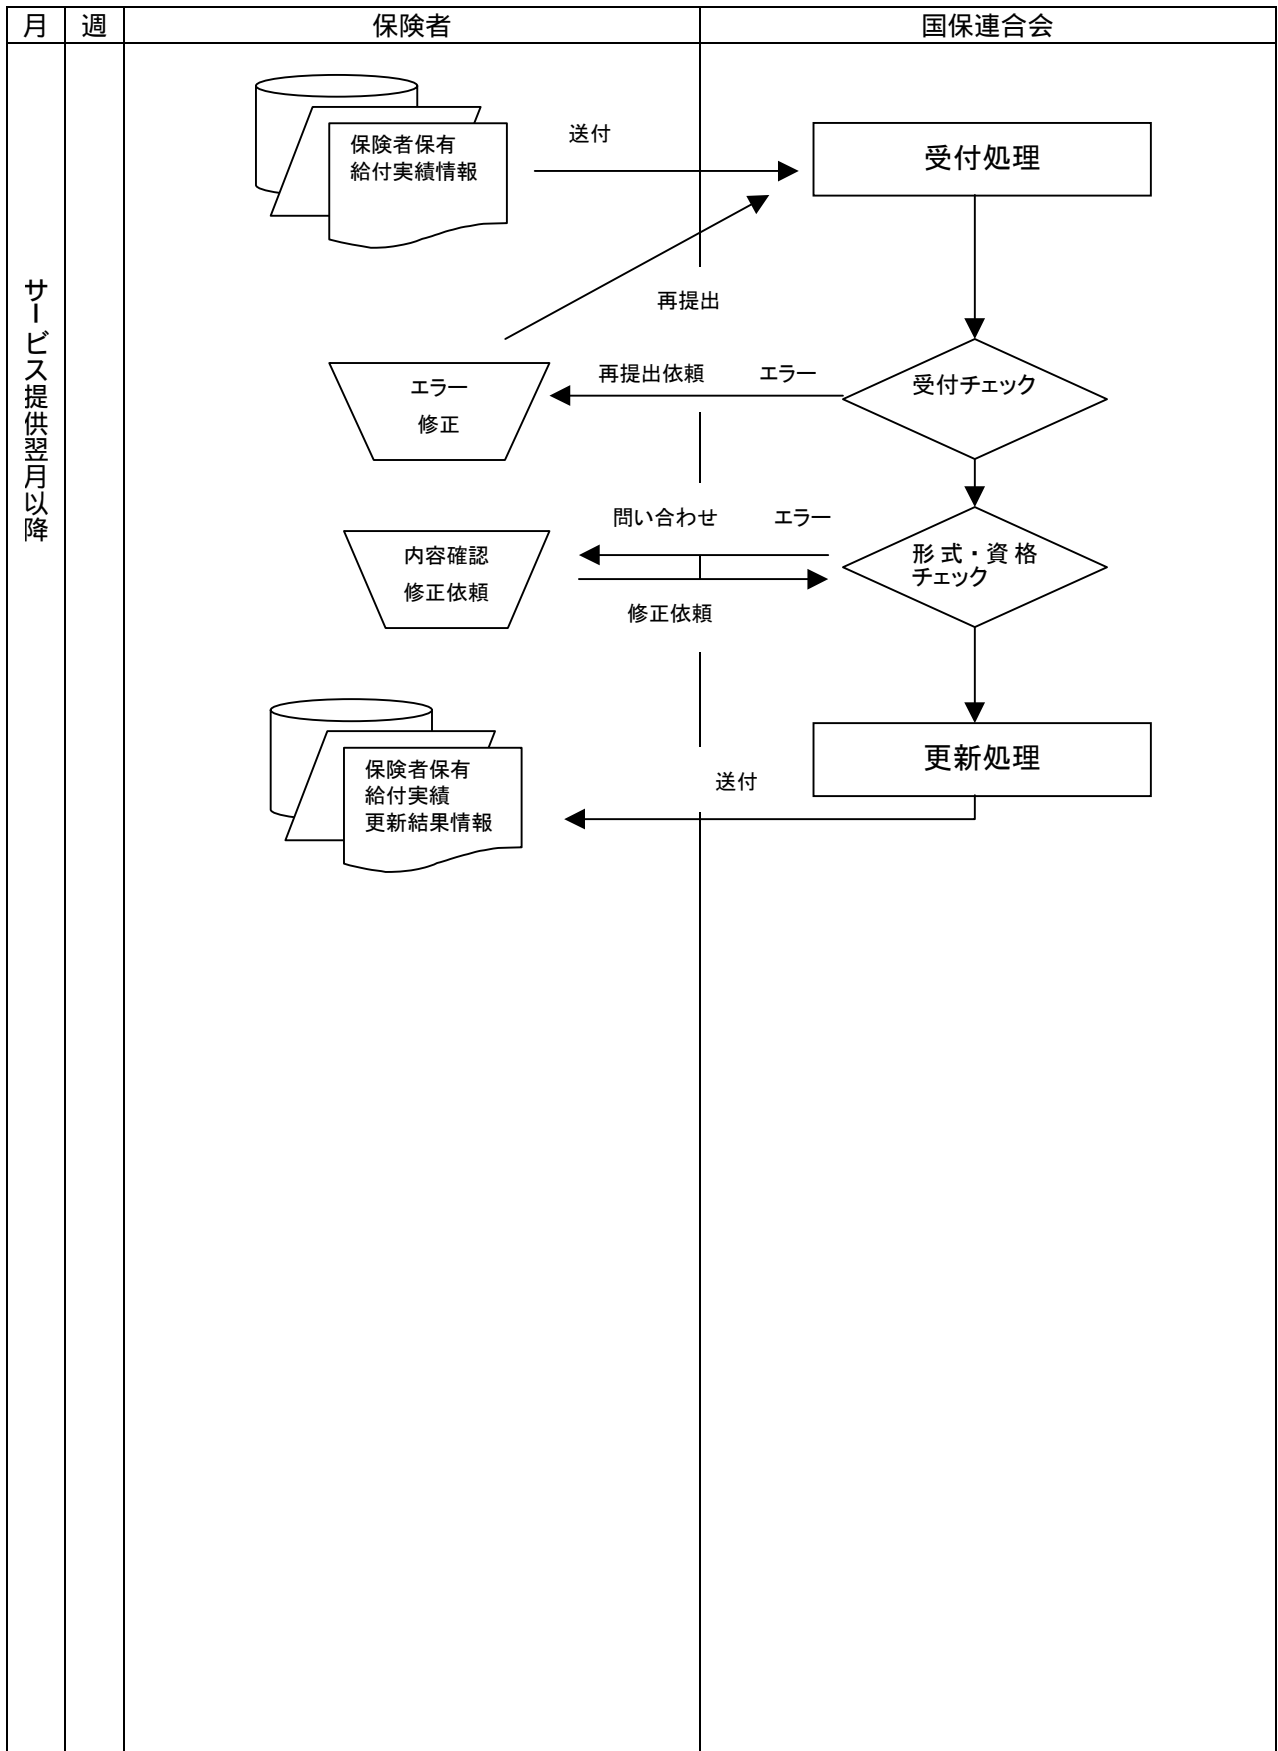 月 週 保険者 国保連合会
サービス提供翌月以降
保険者保有
給付実績情報
送付
受付処理
再提出
エラー
修正
再提出依頼 エラー
受付チェック
問い合わせ エラー
内容確認
修正依頼
形式・資格
チェック
修正依頼
保険者保有
給付実績
更新結果情報
送付
更新処理